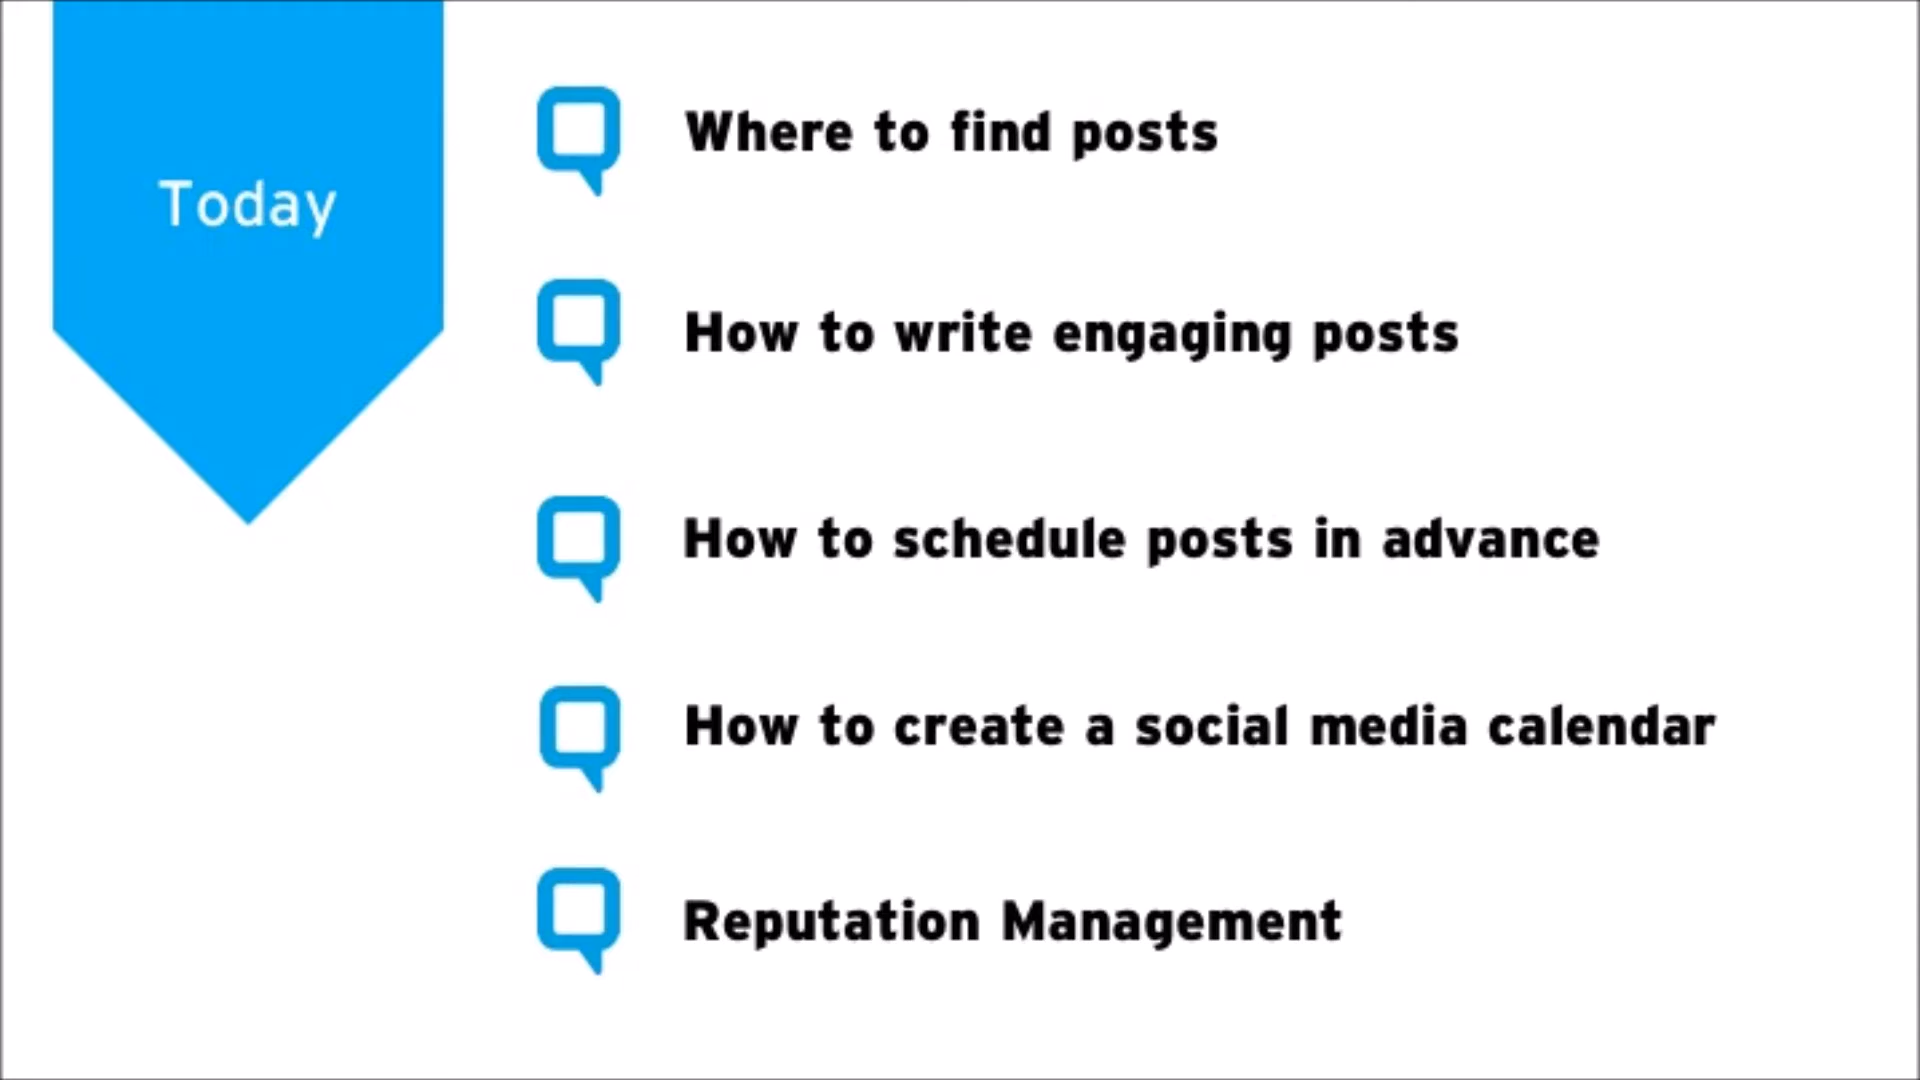 Today
Where to find posts
How to write engaging posts
How to schedule posts in advance
How to create a social media calendar
Reputation Management